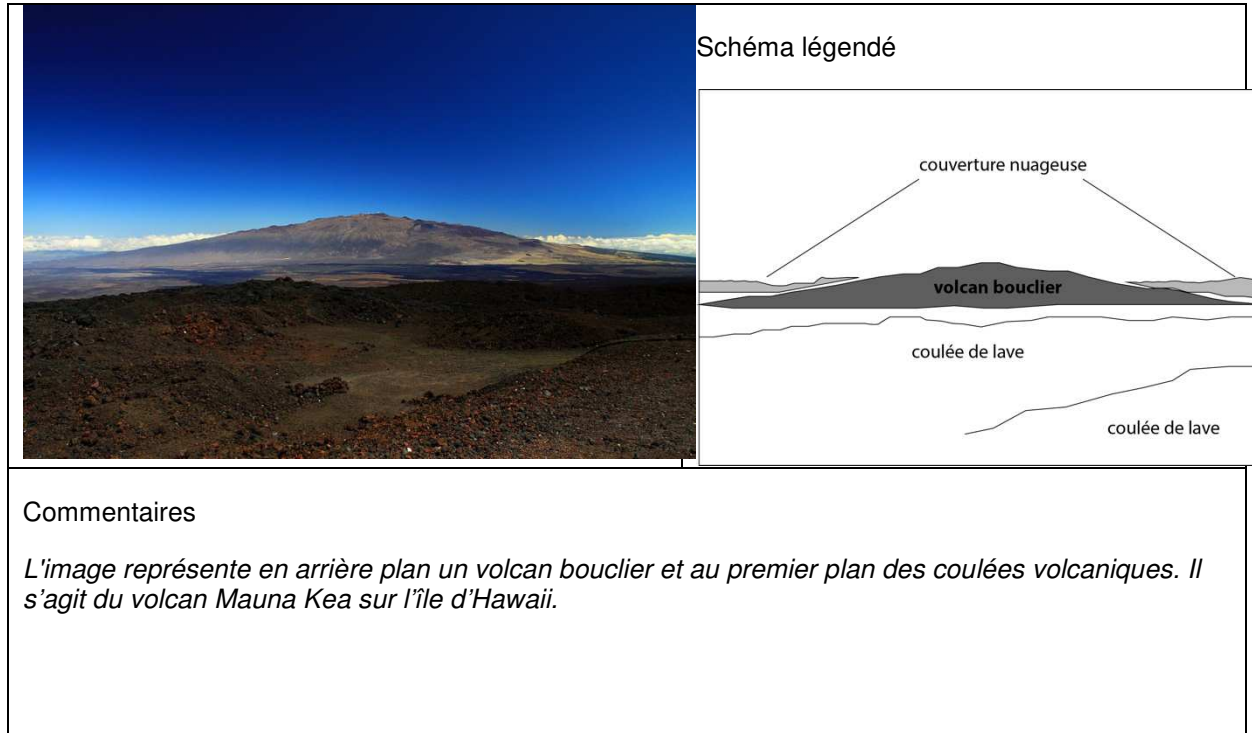 Schéma légendé
couverture nuageuse
volcan bouclier
coulée de lave
coulée de lave
Commentaires
L'image représente en arrière plan un volcan bouclier et au premier plan des coulées volcaniques. Il
s'agit du volcan Mauna Kea sur l'île d'Hawaii.